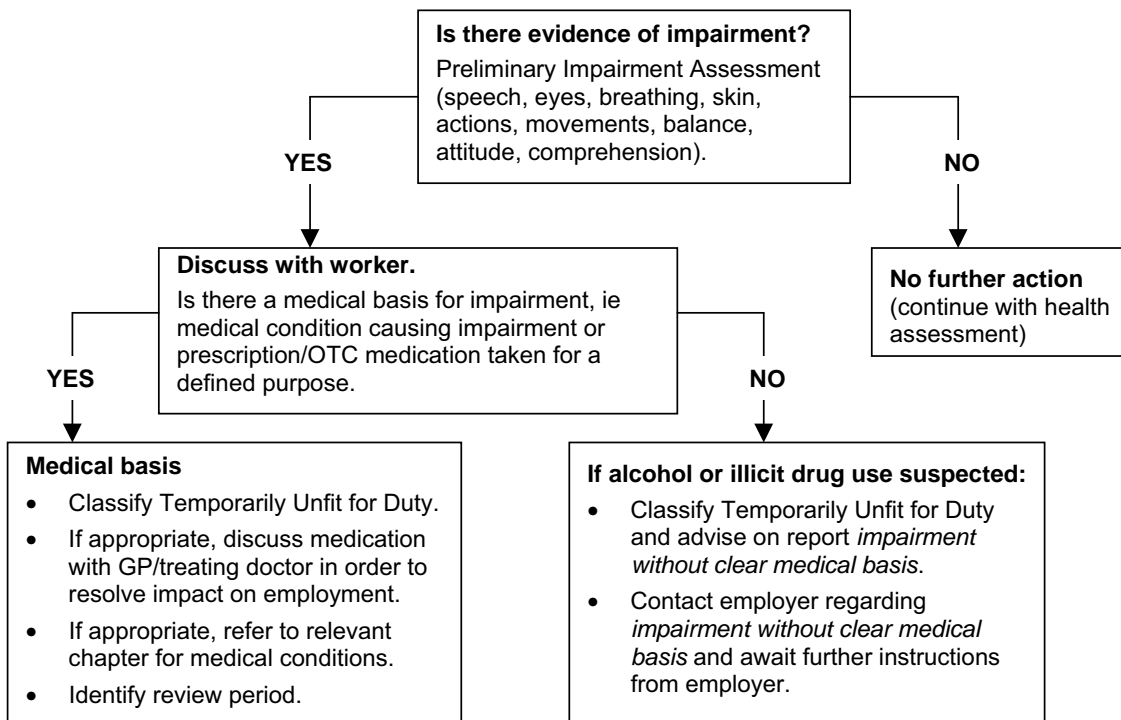 Is there evidence of impairment?
Preliminary Impairment Assessment
(speech, eyes, breathing, skin,
actions, movements, balance,
attitude, comprehension).
YES
NO
Discuss with worker.
Is there a medical basis for impairment, ie
medical condition causing impairment or
prescription/OTC medication taken for a
defined purpose.
No further action
(continue with health
assessment)
YES
NO
Medical basis
• Classify Temporarily Unfit for Duty.
• If appropriate, discuss medication
with GP/treating doctor in order to
resolve impact on employment.
• If appropriate, refer to relevant
chapter for medical conditions.
• Identify review period.
If alcohol or illicit drug use suspected:
• Classify Temporarily Unfit for Duty
and advise on report impairment
without clear medical basis.
• Contact employer regarding
impairment without clear medical
basis and await further instructions
from employer.